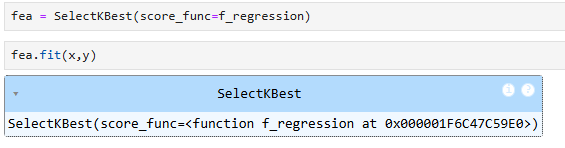 fea = SelectKBest(score_func=f_regression)
fea.fit(x,y)
SelectKBest
i ?
SelectKBest(score_func=<function f_regression at 0x000001F6C47C59E0>)